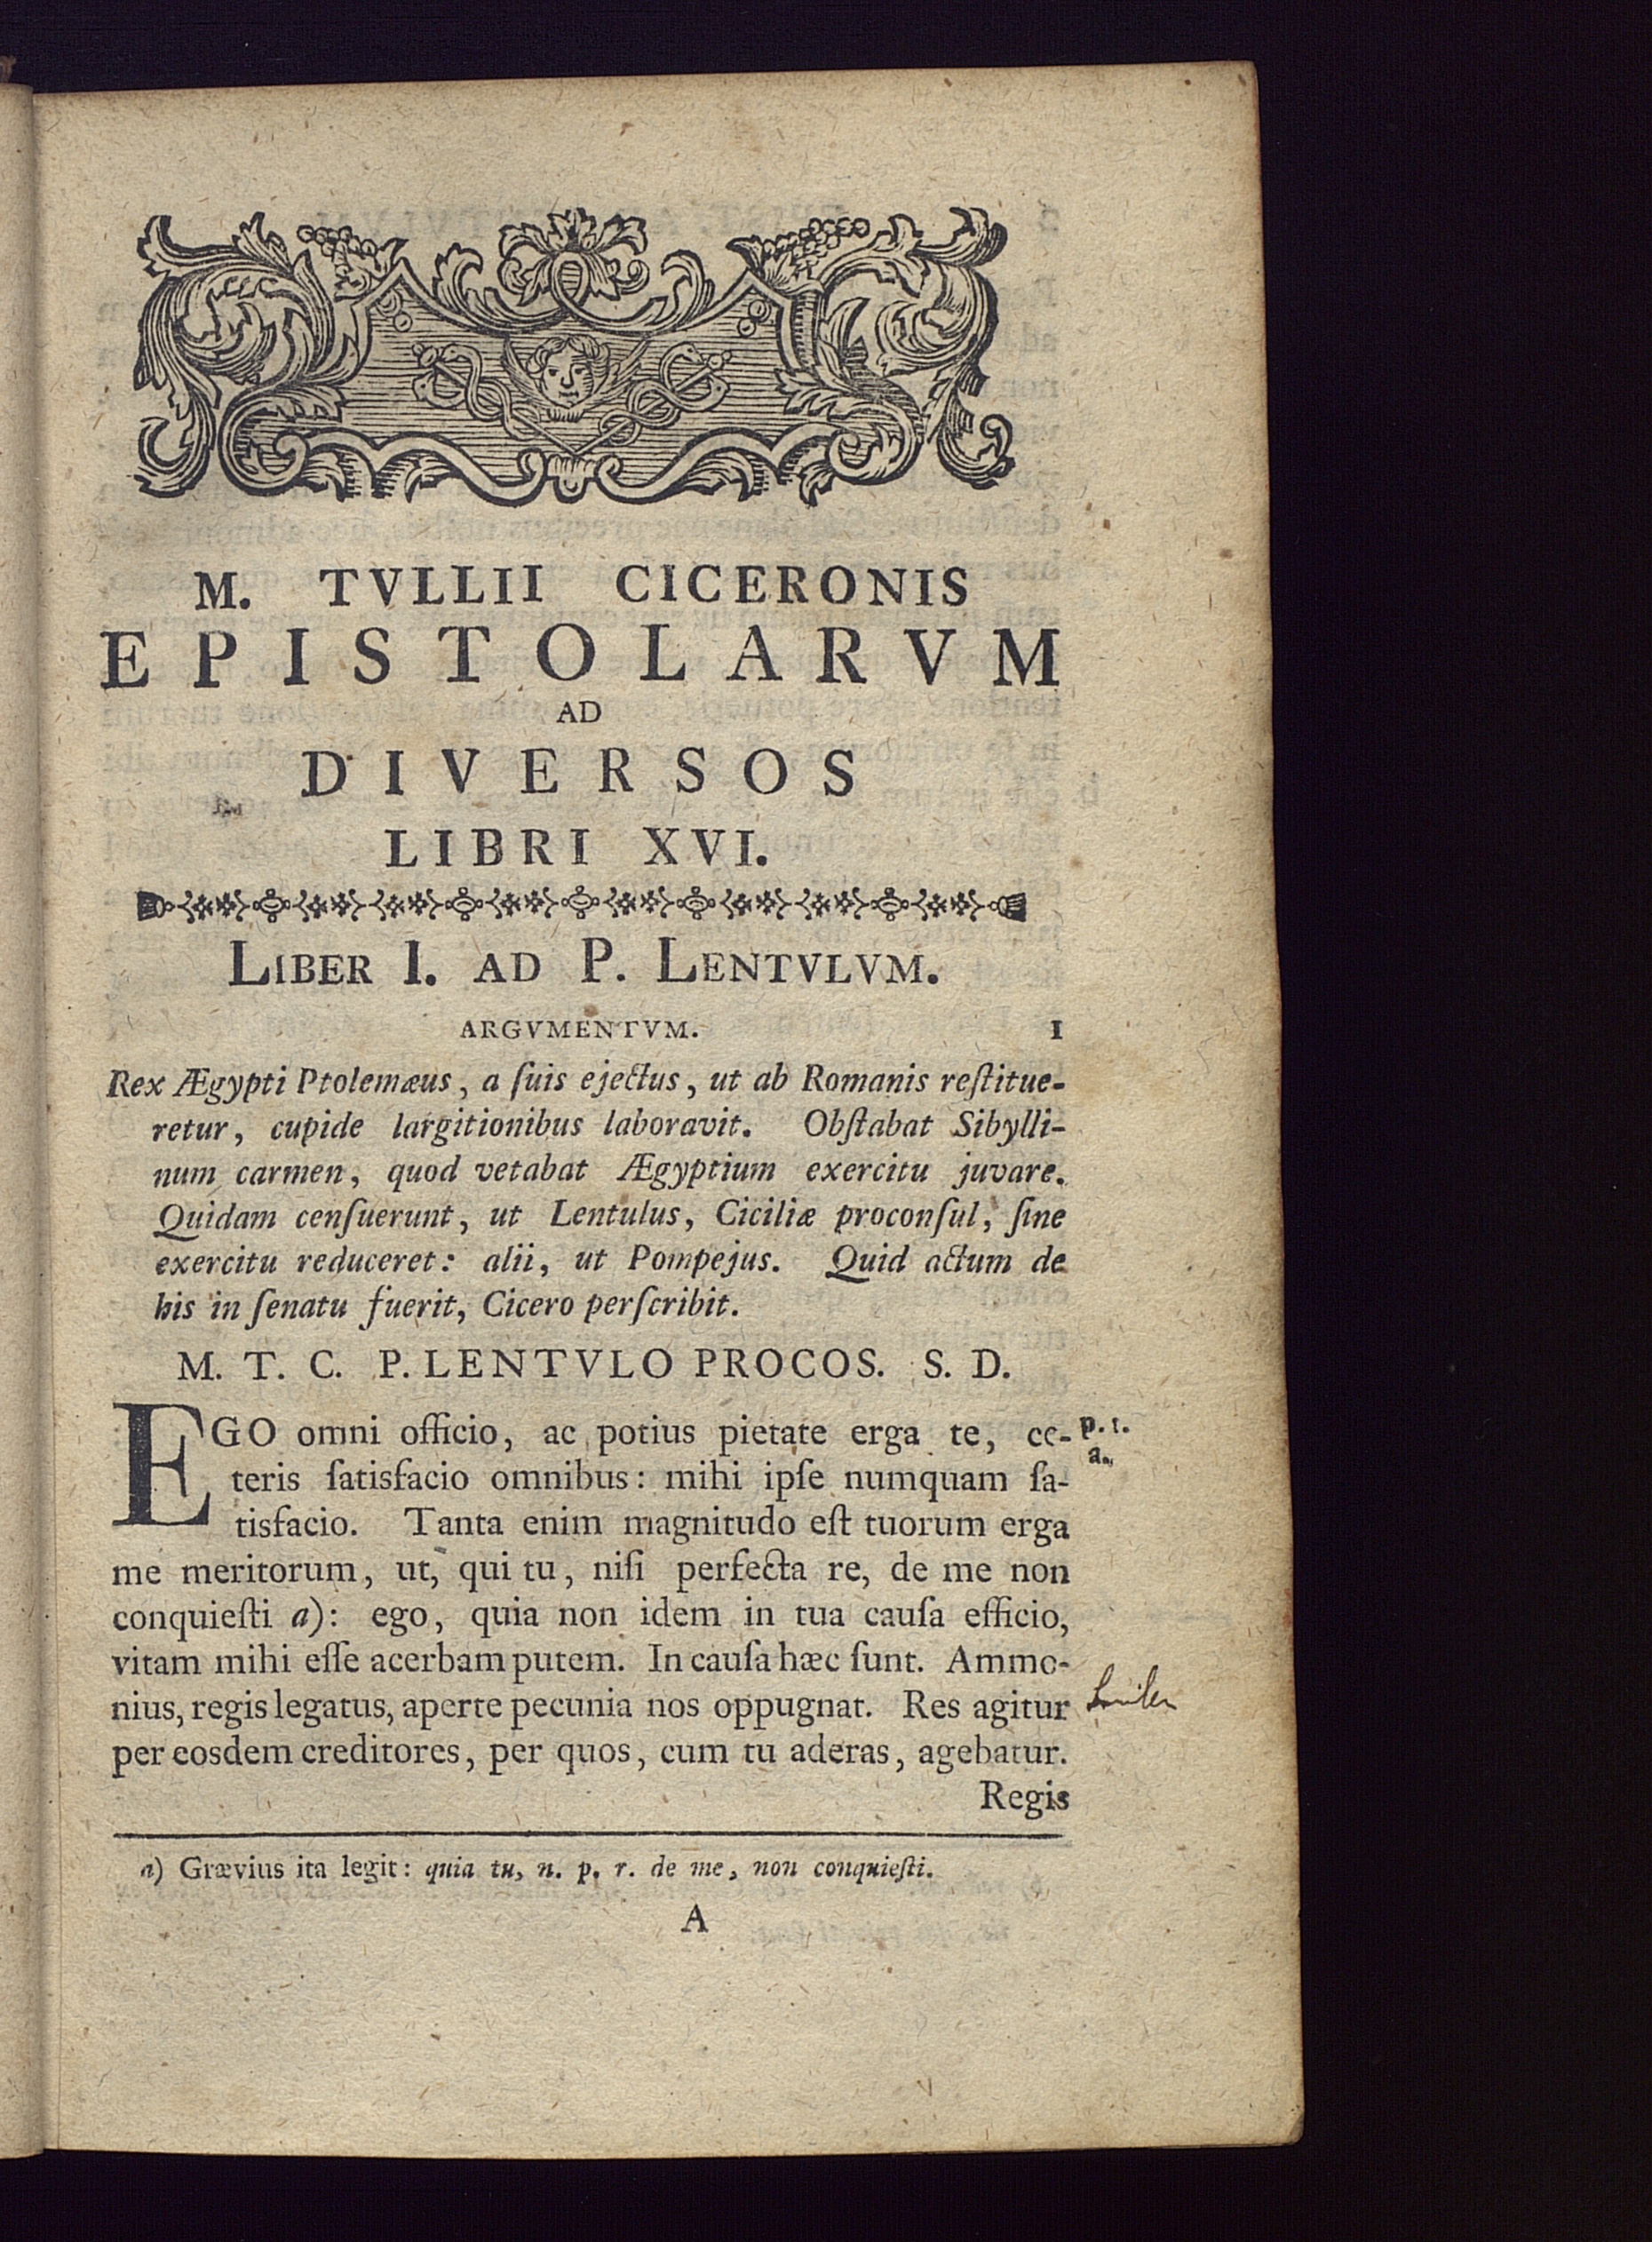 M. TVLLII CICERONIS
EPISTOLARVM
AD
DIVERSOS
LIBRI XVI.
LIBER I. AD P. LENTVLVM.
ARGVMENTVM. I
Rex Ægypti Ptolemæus, a ſuis ejectus, ut ab Romanis reſtitue-
retur, cupide largitionibus laboravit. Obſtabat Sibylli-
num carmen, quod vetabat Ægyptium exercitu juvare.
Quidam cenſuerunt, ut Lentulus, Ciciliæ proconſul, ſine
exercitu reduceret: alii, ut Pompejus. Quid actum de
his in ſenatu fuerit, Cicero perſcribit.
M. T. C. P. LENTVLO PROCOS. S. D.
EGO omni officio, ac potius pietate erga te, ce- p. 1.
teris ſatisfacio omnibus: mihi ipſe numquam ſa- a.
tisfacio. Tanta enim magnitudo eſt tuorum erga
me meritorum, ut, qui tu, niſi perfecta re, de me non
conquieſti a): ego, quia non idem in tua cauſa efficio,
vitam mihi eſſe acerbam putem. In cauſa hæc ſunt. Ammo-
nius, regis legatus, aperte pecunia nos oppugnat. Res agitur
per eosdem creditores, per quos, cum tu aderas, agebatur.
Regis
a) Grævius ita legit: quia tu, n. p. r. de me, non conquieſti.
A